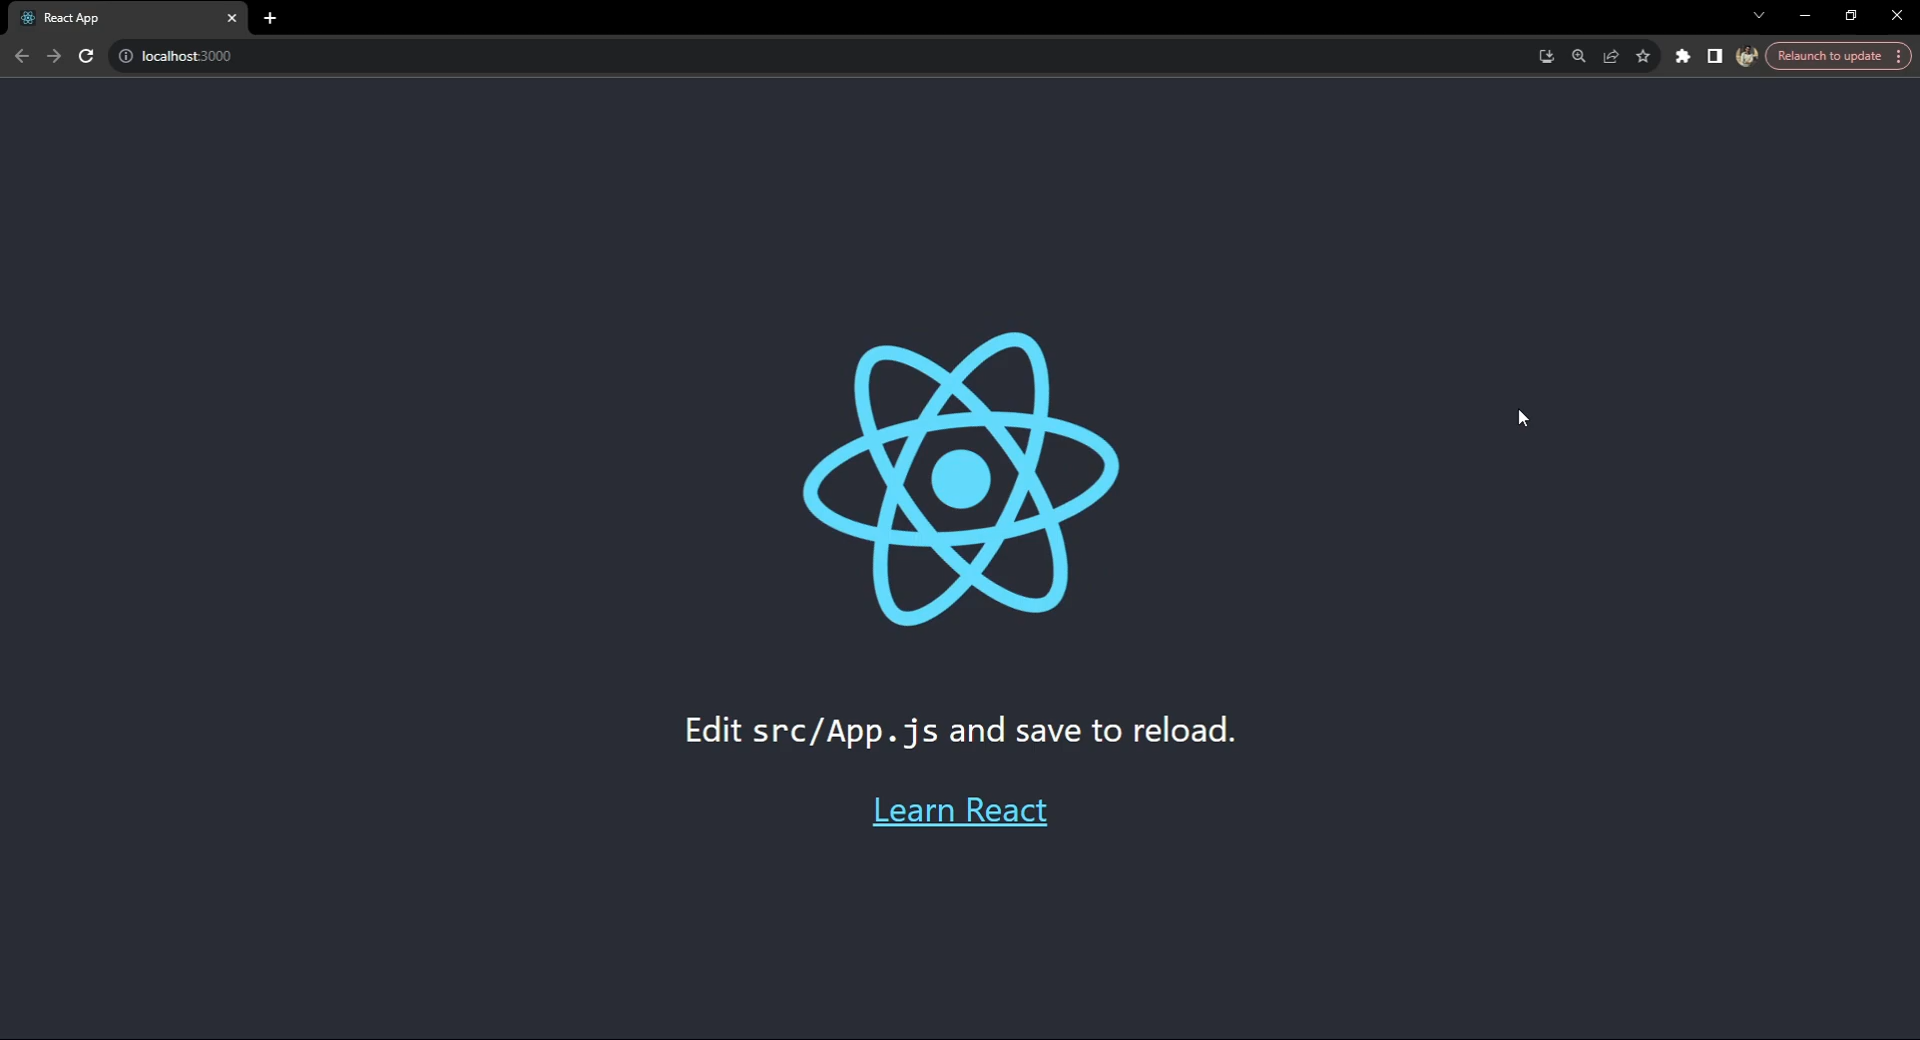 React App
localhost:3000
Relaunch to update
Edit src/App.js and save to reload.
Learn React